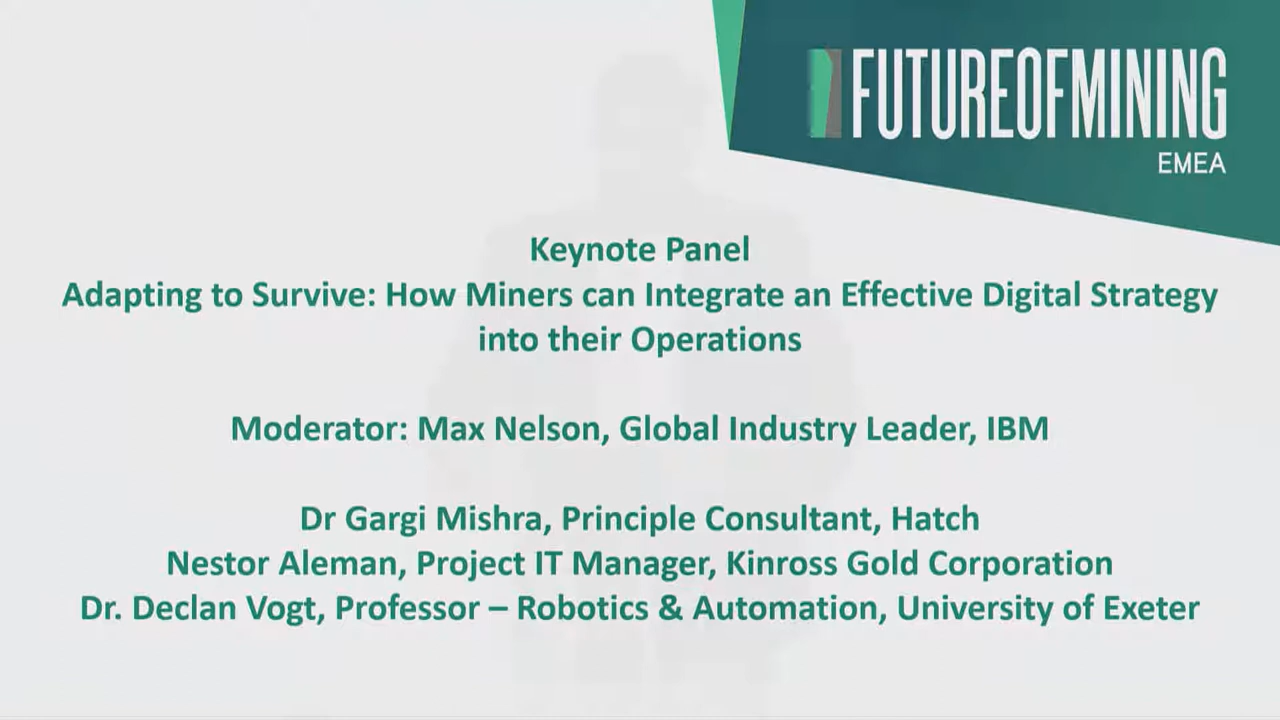 FUTUREOFMINING
EMEA
Keynote Panel
Adapting to Survive: How Miners can Integrate an Effective Digital Strategy
into their Operations
Moderator: Max Nelson, Global Industry Leader, IBM
Dr Gargi Mishra, Principle Consultant, Hatch
Nestor Aleman, Project IT Manager, Kinross Gold Corporation
Dr. Declan Vogt, Professor – Robotics & Automation, University of Exeter